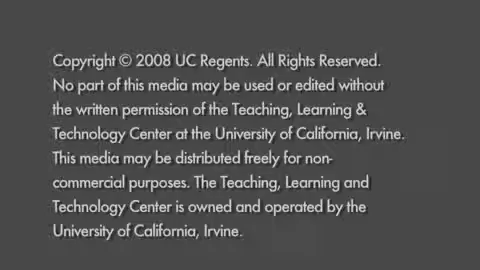 Copyright © 2008 UC Regents. All Rights Reserved.
No part of this media may be used or edited without
the written permission of the Teaching, Learning &
Technology Center at the University of California, Irvine.
This media may be distributed freely for non-
commercial purposes. The Teaching, Learning and
Technology Center is owned and operated by the
University of California, Irvine.